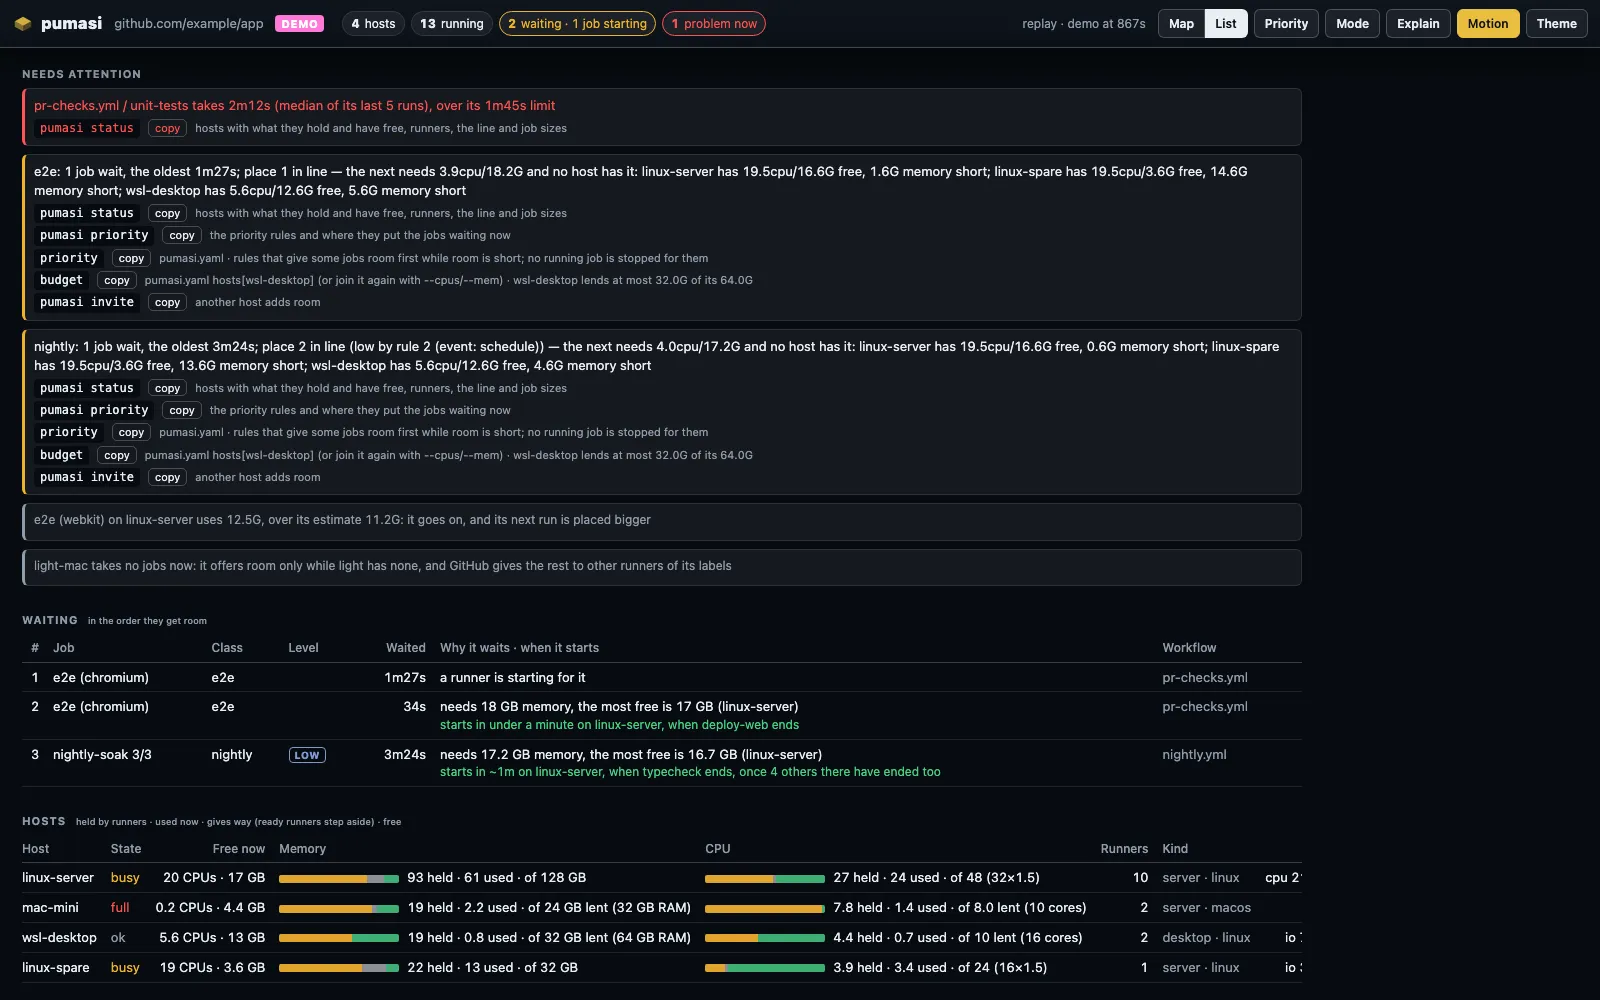 pumasi github.com/example/app DEMO 4 hosts 13 running 2 waiting · 1 job starting 1 problem now replay · demo at 867s Map List Priority Mode Explain Motion Theme
NEEDS ATTENTION
pr-checks.yml / unit-tests takes 2m12s (median of its last 5 runs), over its 1m45s limit
pumasi status copy hosts with what they hold and have free, runners, the line and job sizes
e2e: 1 job wait, the oldest 1m27s; place 1 in line — the next needs 3.9cpu/18.2G and no host has it: linux-server has 19.5cpu/16.6G free, 1.6G memory short; linux-spare has 19.5cpu/3.6G free, 14.6G
memory short; wsl-desktop has 5.6cpu/12.6G free, 5.6G memory short
pumasi status copy hosts with what they hold and have free, runners, the line and job sizes
pumasi priority copy the priority rules and where they put the jobs waiting now
priority copy pumasi.yaml · rules that give some jobs room first while room is short; no running job is stopped for them
budget copy pumasi.yaml hosts[wsl-desktop] (or join it again with --cpus/--mem) · wsl-desktop lends at most 32.0G of its 64.0G
pumasi invite copy another host adds room
nightly: 1 job wait, the oldest 3m24s; place 2 in line (low by rule 2 (event: schedule)) — the next needs 4.0cpu/17.2G and no host has it: linux-server has 19.5cpu/16.6G free, 0.6G memory short; linux-spare
has 19.5cpu/3.6G free, 13.6G memory short; wsl-desktop has 5.6cpu/12.6G free, 4.6G memory short
pumasi status copy hosts with what they hold and have free, runners, the line and job sizes
pumasi priority copy the priority rules and where they put the jobs waiting now
priority copy pumasi.yaml · rules that give some jobs room first while room is short; no running job is stopped for them
budget copy pumasi.yaml hosts[wsl-desktop] (or join it again with --cpus/--mem) · wsl-desktop lends at most 32.0G of its 64.0G
pumasi invite copy another host adds room
e2e (webkit) on linux-server uses 12.5G, over its estimate 11.2G: it goes on, and its next run is placed bigger
light-mac takes no jobs now: it offers room only while light has none, and GitHub gives the rest to other runners of its labels
WAITING in the order they get room
# Job Class Level Waited Why it waits · when it starts Workflow
1 e2e (chromium) e2e 1m27s a runner is starting for it pr-checks.yml
2 e2e (chromium) e2e 34s needs 18 GB memory, the most free is 17 GB (linux-server) pr-checks.yml
starts in under a minute on linux-server, when deploy-web ends
3 nightly-soak 3/3 nightly LOW 3m24s needs 17.2 GB memory, the most free is 16.7 GB (linux-server) nightly.yml
starts in ~1m on linux-server, when typecheck ends, once 4 others there have ended too
HOSTS held by runners · used now · gives way (ready runners step aside) · free
Host State Free now Memory CPU Runners Kind
linux-server busy 20 CPUs · 17 GB 93 held · 61 used · of 128 GB 27 held · 24 used · of 48 (32×1.5) 10 server · linux cpu 2
mac-mini full 0.2 CPUs · 4.4 GB 19 held · 2.2 used · of 24 GB lent (32 GB RAM) 7.8 held · 1.4 used · of 8.0 lent (10 cores) 2 server · macos
wsl-desktop ok 5.6 CPUs · 13 GB 19 held · 0.8 used · of 32 GB lent (64 GB RAM) 4.4 held · 0.7 used · of 10 lent (16 cores) 2 desktop · linux io
linux-spare busy 19 CPUs · 3.6 GB 22 held · 13 used · of 32 GB 3.9 held · 3.4 used · of 24 (16×1.5) 1 server · linux io